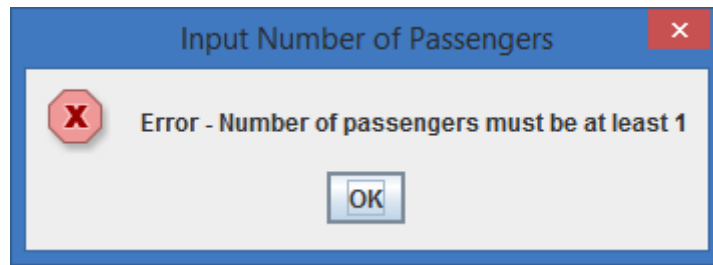 Input Number of Passengers
Error - Number of passengers must be at least 1
OK